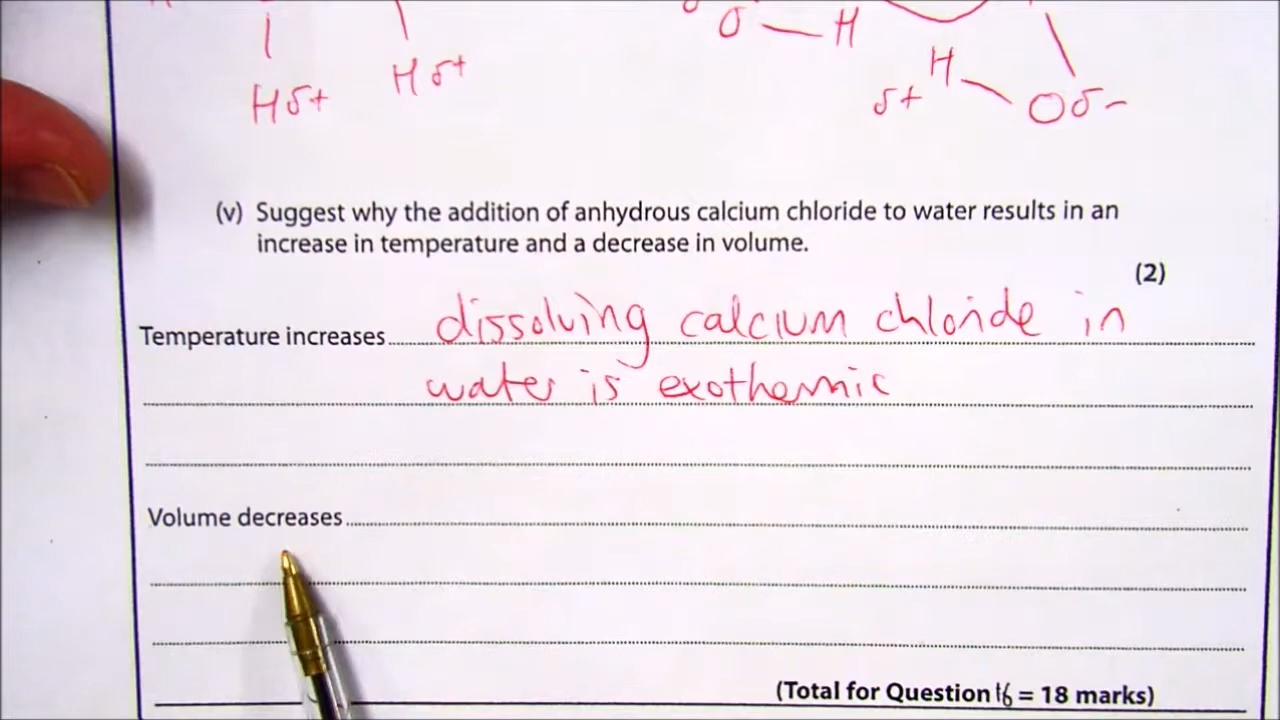 O — H
H δ+
H δ+
H
δ+
O δ-
(v) Suggest why the addition of anhydrous calcium chloride to water results in an
increase in temperature and a decrease in volume.
(2)
Temperature increases dissolving calcium chloride in
water is exothermic
Volume decreases
(Total for Question 16 = 18 marks)